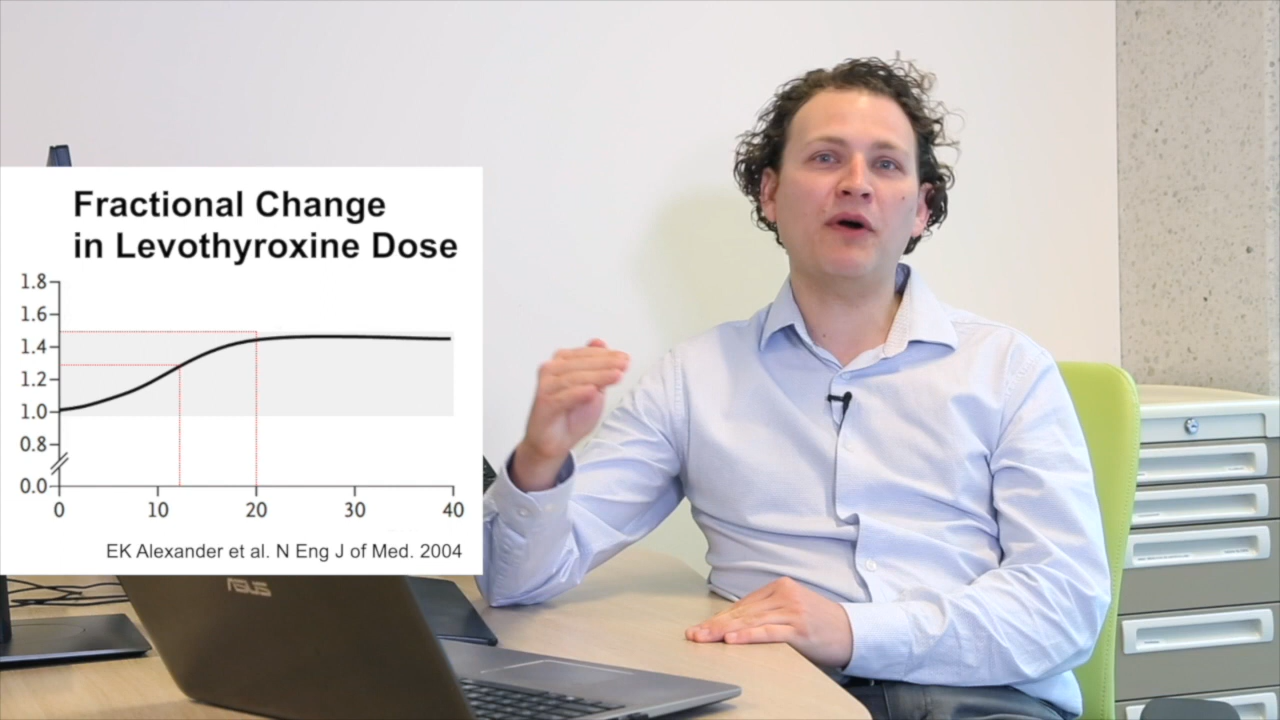 Fractional Change
in Levothyroxine Dose
1.8
1.6
1.4
1.2
1.0
0.8
0.0
0 10 20 30 40
EK Alexander et al. N Eng J of Med. 2004
ASUS